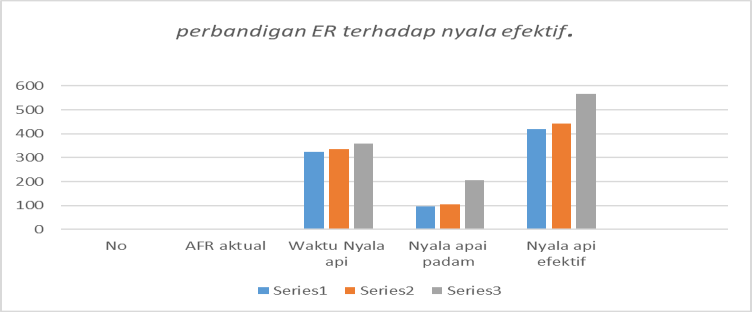 perbandigan ER terhadap nyala efektif.
600
500
400
300
200
100
0
No
AFR aktual
Waktu Nyala
api
Nyala apai
padam
Nyala api
efektif
Series1
Series2
Series3